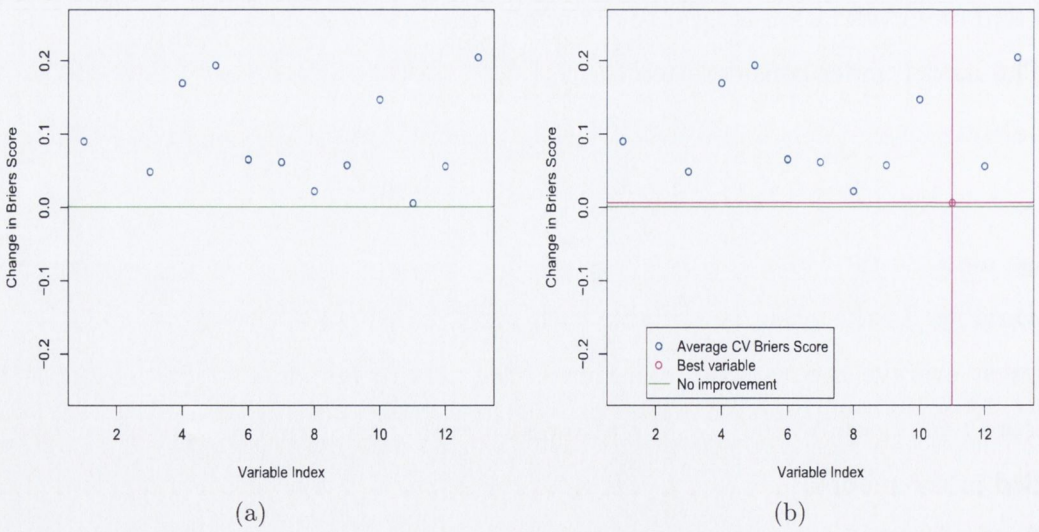 Change in Briers Score
0.2
0.1
0.0
−0.1
−0.2
2 4 6 8 10 12
Variable Index
(a)
Change in Briers Score
0.2
0.1
0.0
−0.1
−0.2
Average CV Briers Score
Best variable
No improvement
2 4 6 8 10 12
Variable Index
(b)